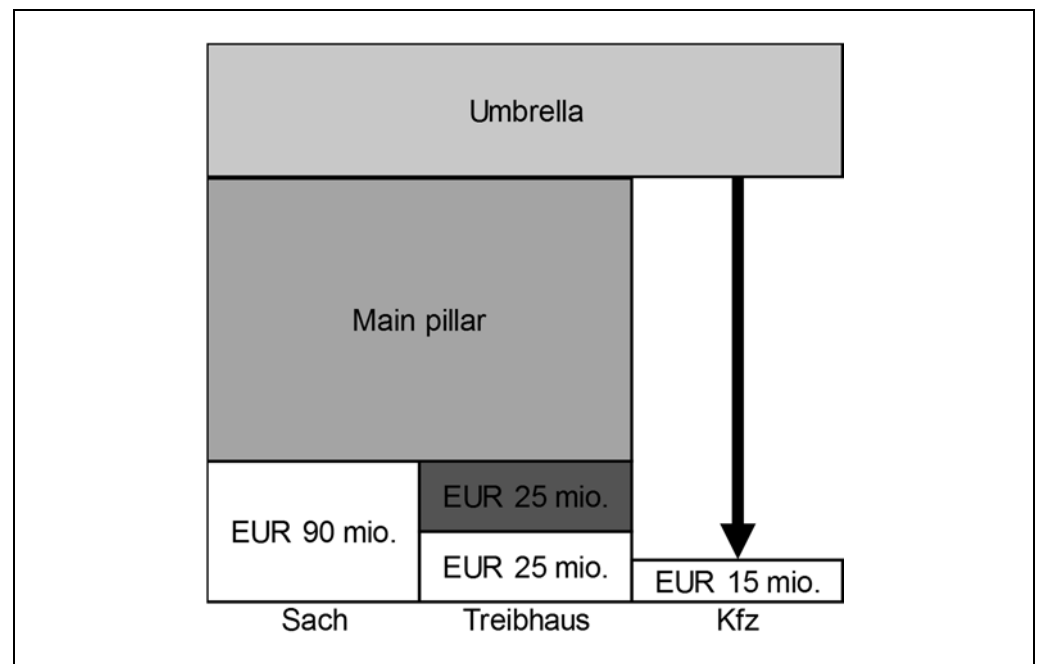 Umbrella
Main pillar
EUR 90 mio.
EUR 25 mio.
EUR 25 mio.
EUR 15 mio.
Sach
Treibhaus
Kfz